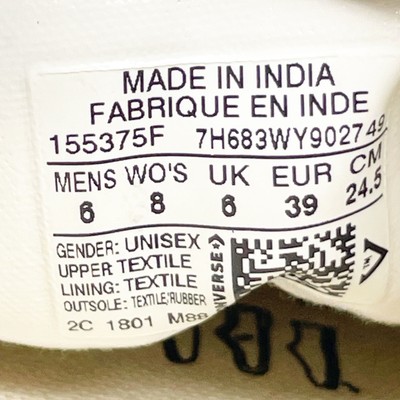 MADE IN INDIA
FABRIQUE EN INDE
155375F 7H683WY902749
MENS WO'S UK EUR CM
6 8 6 39 24.5
GENDER: UNISEX
UPPER: TEXTILE
LINING: TEXTILE
OUTSOLE: TEXTILE/RUBBER
2C 1801 M88
NVERSE